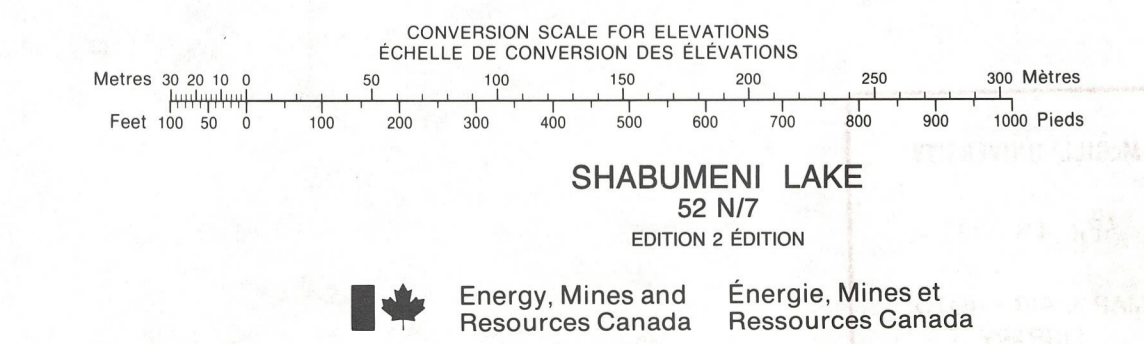 CONVERSION SCALE FOR ELEVATIONS
ÉCHELLE DE CONVERSION DES ÉLÉVATIONS
Metres 30 20 10 0 50 100 150 200 250 300 Mètres
Feet 100 50 0 100 200 300 400 500 600 700 800 900 1000 Pieds
SHABUMENI LAKE
52 N/7
EDITION 2 ÉDITION
Energy, Mines and
Resources Canada
Énergie, Mines et
Ressources Canada
McGILL UNIVERSITY